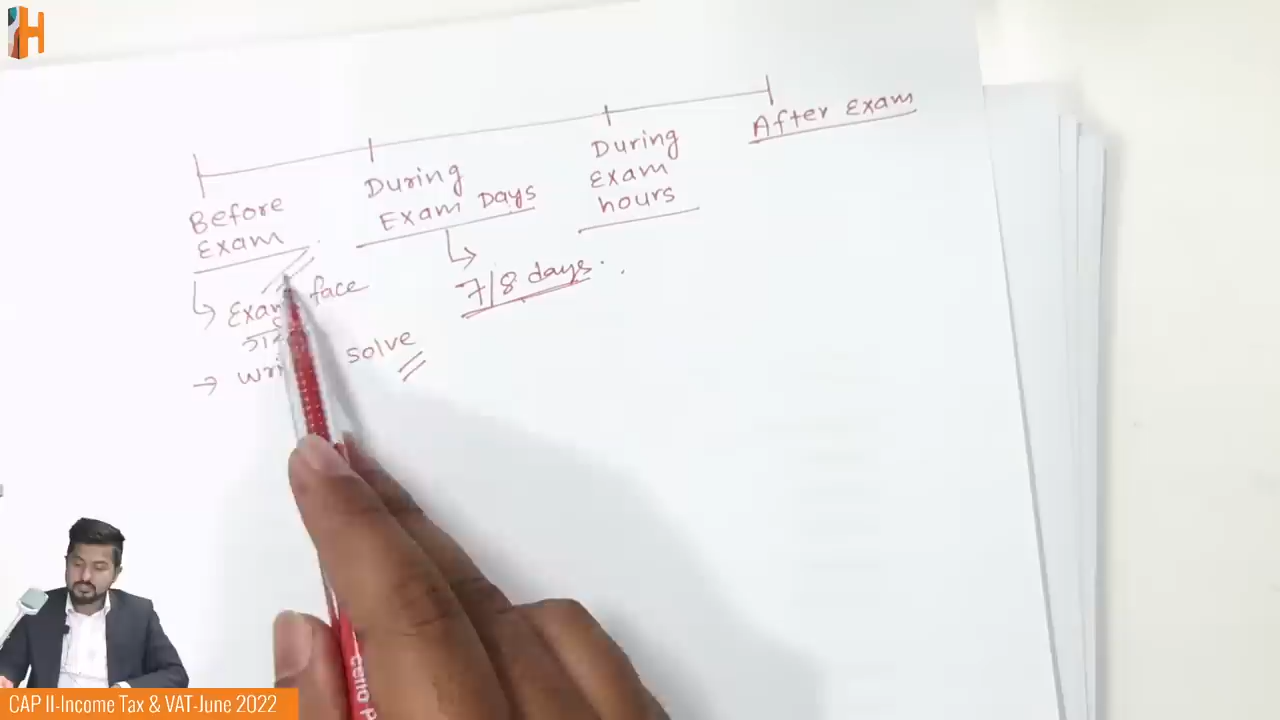 H
After Exam
During
Exam
hours
During
Exam Days
Before
Exam
7/8 days.
face
solve
CAP II-Income Tax & VAT-June 2022